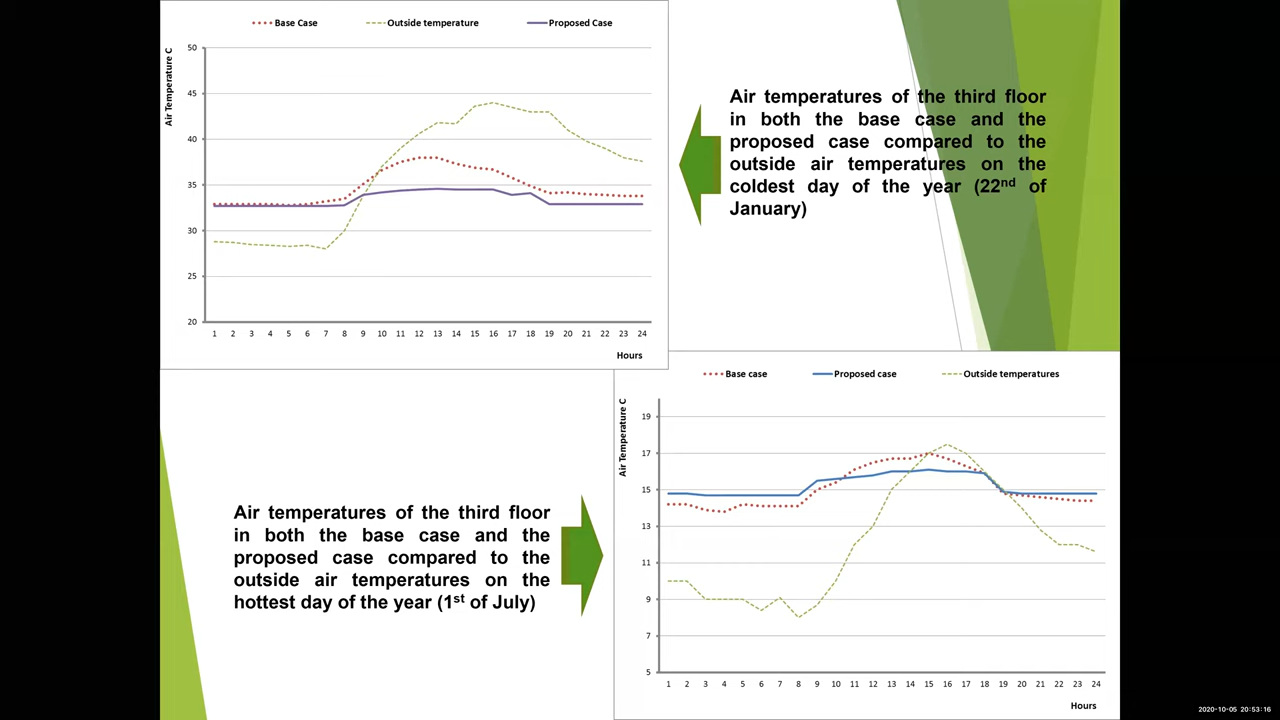 Base Case Outside temperature Proposed Case
Air Temperature C
50
45
40
35
30
25
20
1 2 3 4 5 6 7 8 9 10 11 12 13 14 15 16 17 18 19 20 21 22 23 24
Hours
Air temperatures of the third floor
in both the base case and the
proposed case compared to the
outside air temperatures on the
coldest day of the year (22nd of
January)
Air temperatures of the third floor
in both the base case and the
proposed case compared to the
outside air temperatures on the
hottest day of the year (1st of July)
Base case Proposed case Outside temperatures
Air Temperature C
19
17
15
13
11
9
7
5
1 2 3 4 5 6 7 8 9 10 11 12 13 14 15 16 17 18 19 20 21 22 23 24
Hours
2020-10-05 20:53:16